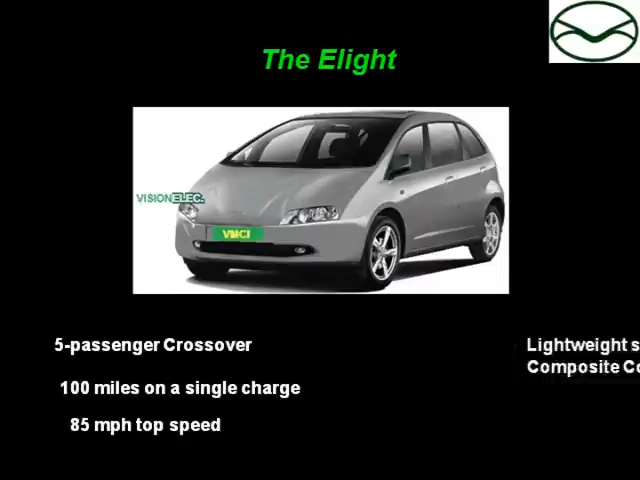 The Elight
VISIONELEC.
VMCI
5-passenger Crossover
100 miles on a single charge
85 mph top speed
Lightweight s
Composite Co